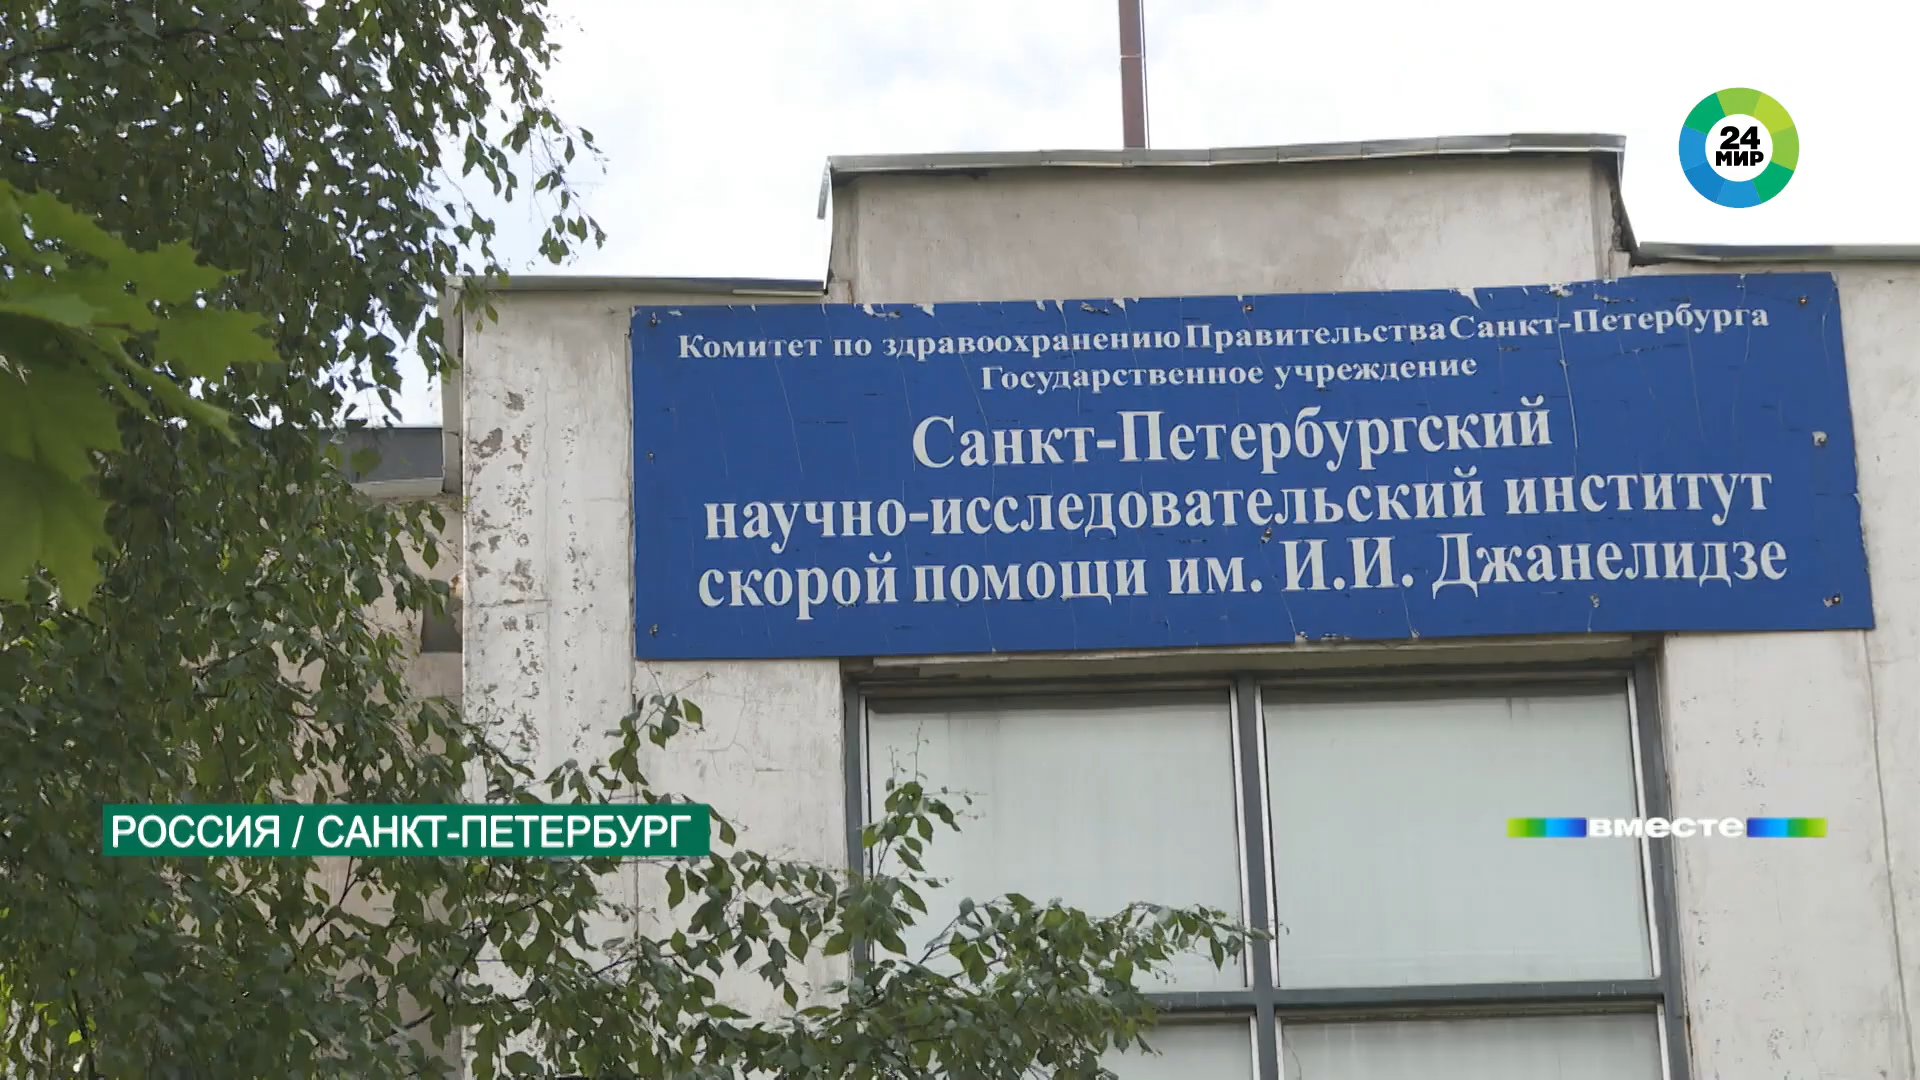 24
МИР
Комитет по здравоохранению Правительства Санкт-Петербурга
Государственное учреждение
Санкт-Петербургский
научно-исследовательский институт
скорой помощи им. И.И. Джанелидзе
РОССИЯ / САНКТ-ПЕТЕРБУРГ
вместе